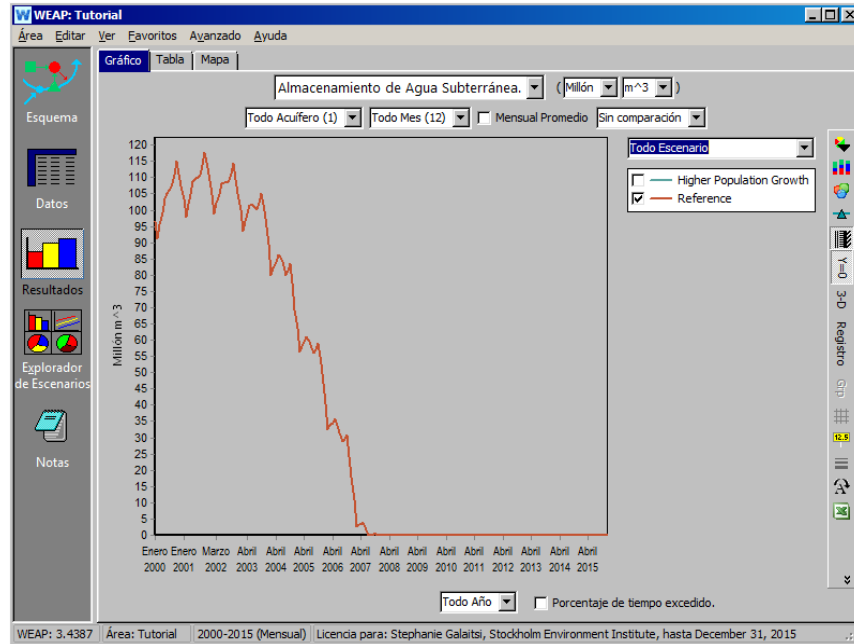 WEAP: Tutorial
Área Editar Ver Favoritos Avanzado Ayuda
Gráfico Tabla Mapa
Almacenamiento de Agua Subterránea. ( Millón m^3 )
Todo Acuífero (1) Todo Mes (12) Mensual Promedio Sin comparación
Esquema
Datos
Resultados
Explorador
de Escenarios
Notas
Todo Escenario
Higher Population Growth
Reference
Millón m^3
120
115
110
105
100
95
90
85
80
75
70
65
60
55
50
45
40
35
30
25
20
15
10
5
0
Enero Enero Marzo Abril Abril Abril Abril Abril Abril Abril Abril Abril Abril Abril Abril
2000 2001 2002 2003 2004 2005 2006 2007 2008 2009 2010 2011 2012 2013 2014 2015
Y=0
3-D
Registro
Grp
12.5
A
Todo Año Porcentaje de tiempo excedido.
WEAP: 3.4387 Área: Tutorial 2000-2015 (Mensual) Licencia para: Stephanie Galaitsi, Stockholm Environment Institute, hasta December 31, 2015